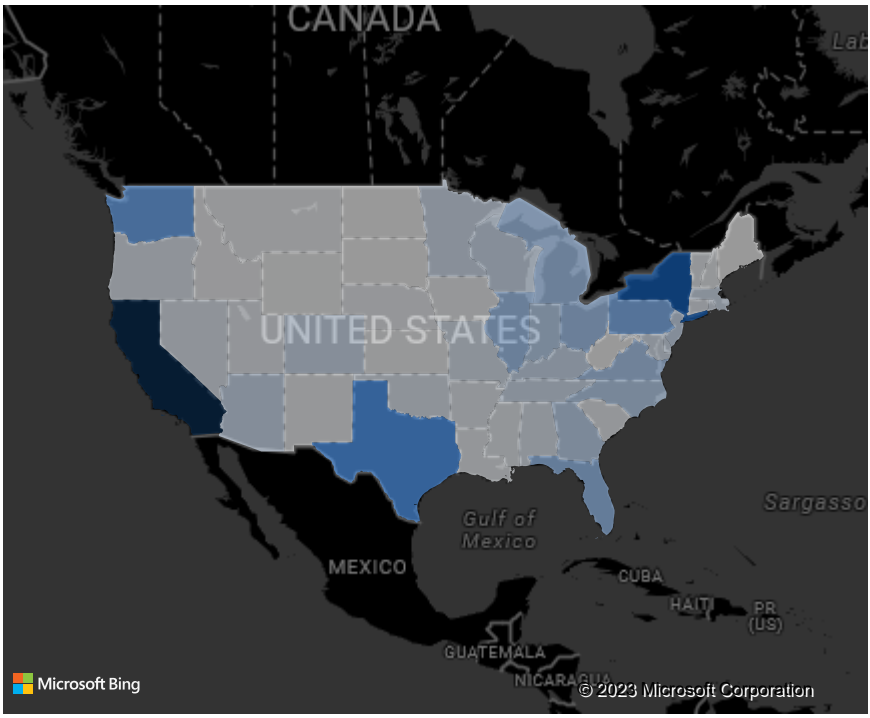 CANADA
Lab
UNITED STATES
Sargasso
Gulf of
Mexico
MEXICO
CUBA
HAITI
PR
(US)
GUATEMALA
NICARAGUA
Microsoft Bing
© 2023 Microsoft Corporation